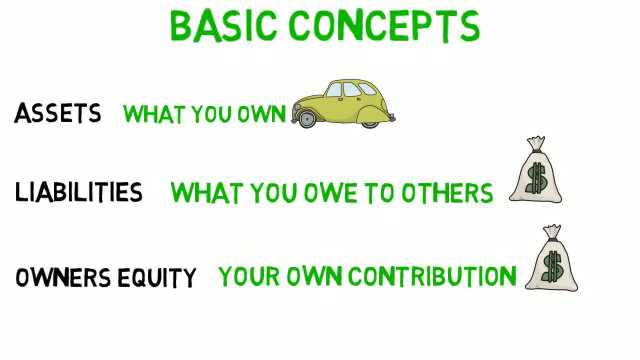 BASIC CONCEPTS
ASSETS WHAT YOU OWN
LIABILITIES WHAT YOU OWE TO OTHERS
$
OWNERS EQUITY YOUR OWN CONTRIBUTION
$